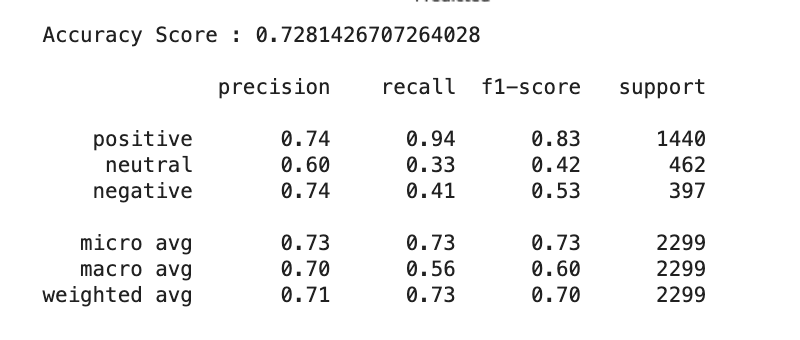 Accuracy Score : 0.7281426707264028
precision recall f1-score support
positive 0.74 0.94 0.83 1440
neutral 0.60 0.33 0.42 462
negative 0.74 0.41 0.53 397
micro avg 0.73 0.73 0.73 2299
macro avg 0.70 0.56 0.60 2299
weighted avg 0.71 0.73 0.70 2299